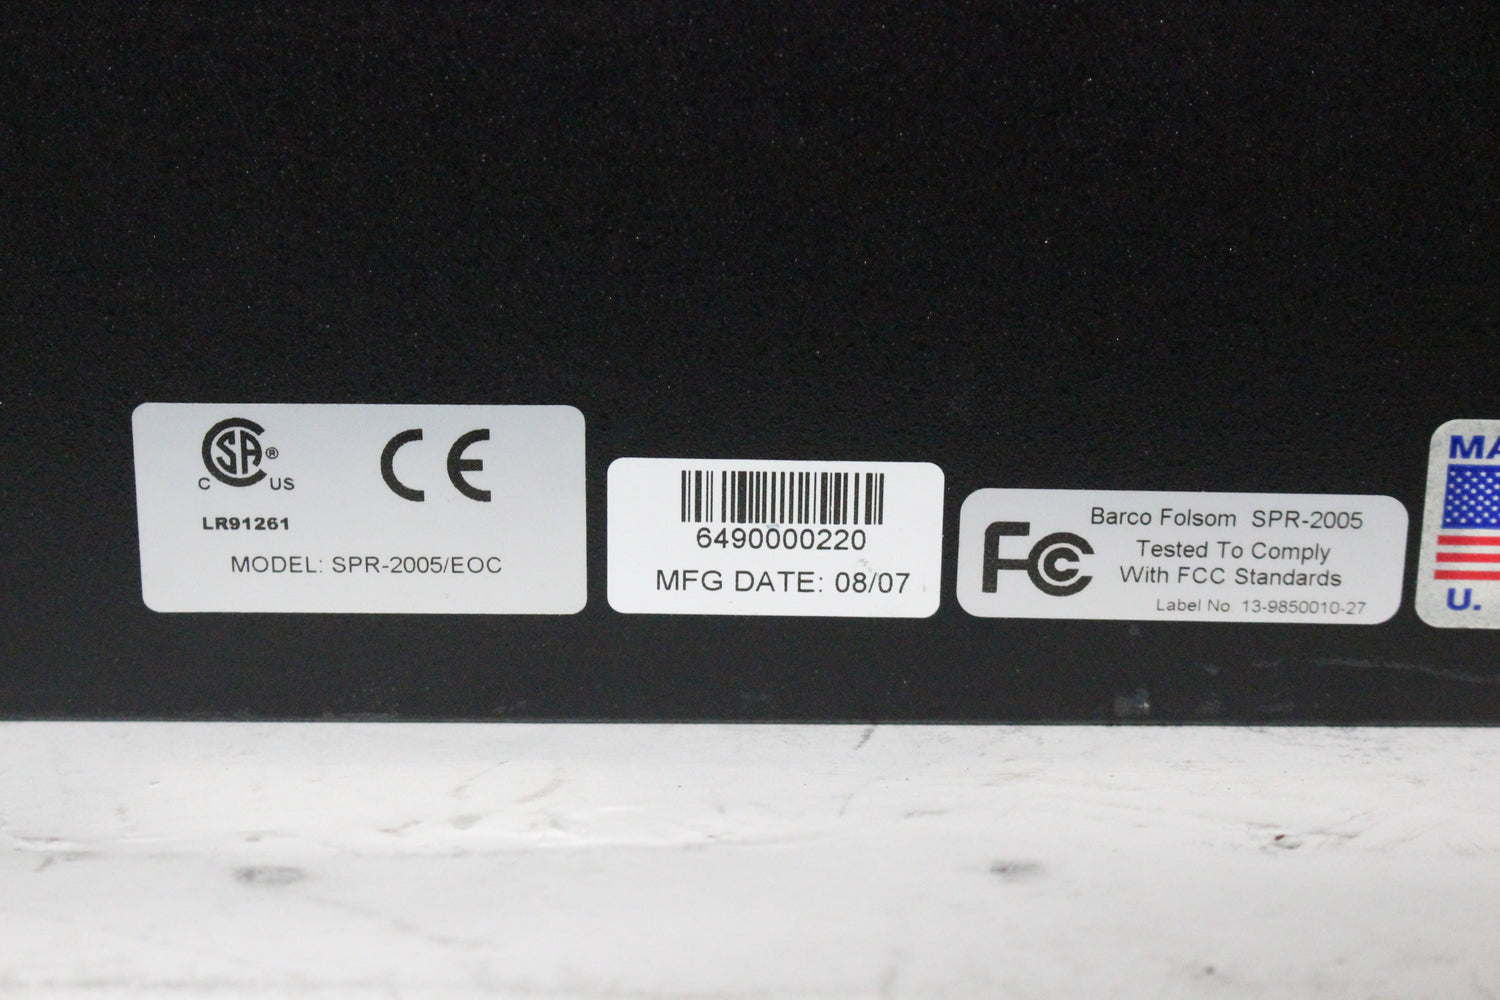 CSA®
C US
CE
LR91261
MODEL: SPR-2005/EOC
6490000220
MFG DATE: 08/07
FC
Barco Folsom SPR-2005
Tested To Comply
With FCC Standards
Label No. 13-9850010-27
MA
U.